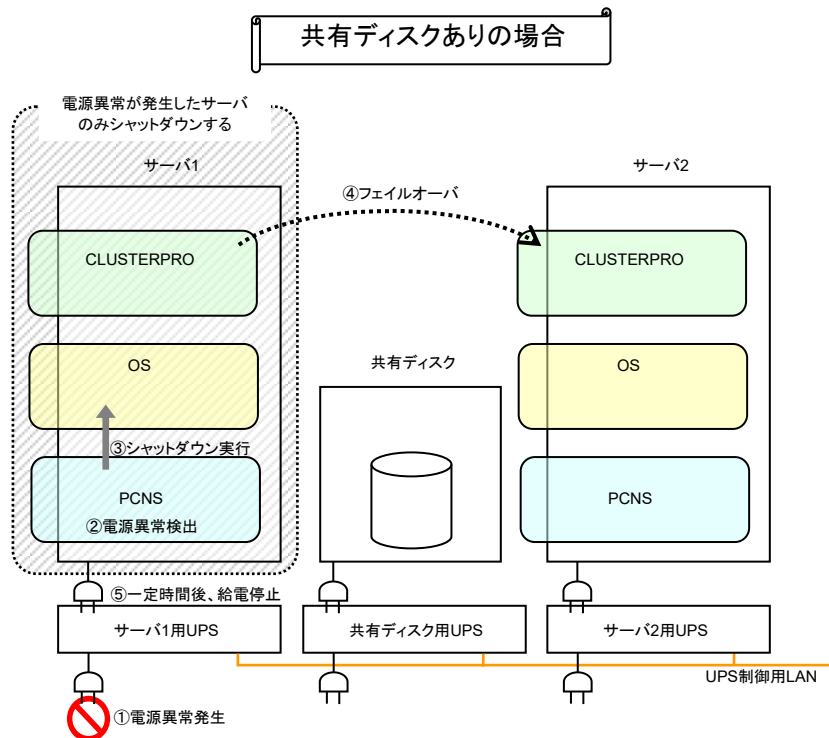 共有ディスクありの場合
電源異常が発生したサーバ
のみシャットダウンする
サーバ1
サーバ2
④フェイルオーバ
CLUSTERPRO
CLUSTERPRO
OS
共有ディスク
OS
③シャットダウン実行
PCNS
②電源異常検出
PCNS
⑤一定時間後、給電停止
サーバ1用UPS
共有ディスク用UPS
サーバ2用UPS
UPS制御用LAN
①電源異常発生